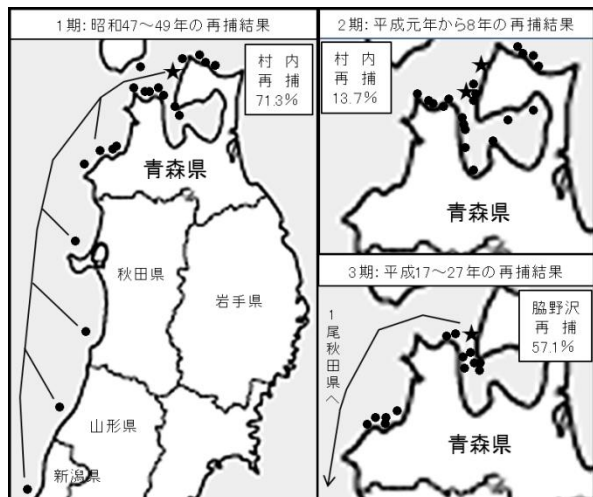 1期:昭和47～49年の再捕結果
村 内
再 捕
71.3%
青森県
秋田県
岩手県
山形県
新潟県
2期:平成元年から8年の再捕結果
村 内
再 捕
13.7%
青森県
3期:平成17～27年の再捕結果
脇野沢
再 捕
57.1%
1尾秋田県へ
青森県